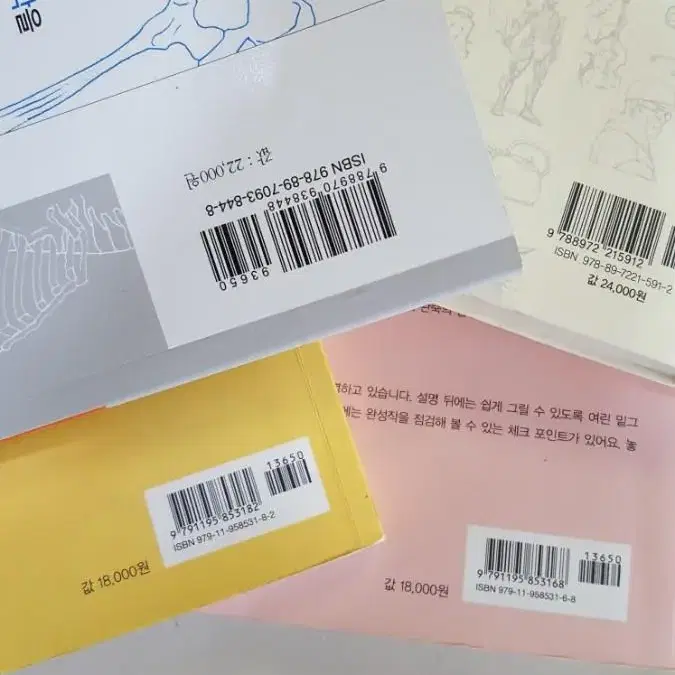 값 : 22,000원
ISBN 978-89-7093-844-8
9 788970 938448
93650
9 788972 215912
ISBN 978-89-7221-591-2
값 24,000원
하고 있습니다. 설명 뒤에는 쉽게 그릴 수 있도록 여린 밑그
에는 완성작을 점검해 볼 수 있는 체크 포인트가 있어요. 놓
13650
9 791195 853182
ISBN 979-11-958531-8-2
값 18,000원
13650
9 791195 853168
ISBN 979-11-958531-6-8
값 18,000원